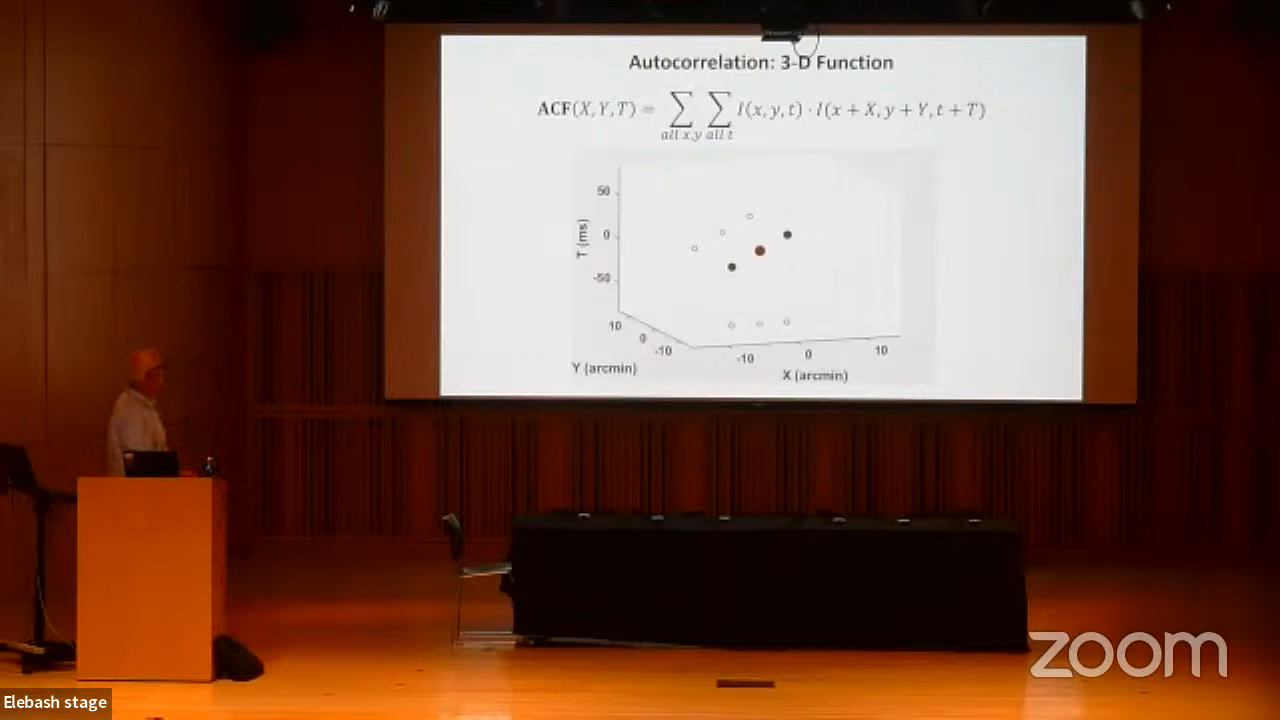 Autocorrelation: 3-D Function
ACF(X,Y,T) = ∑ ∑ I(x,y,t) · I(x + X,y + Y,t + T)
all x,y all t
50
0
-50
T (ms)
10
0
-10
-10
0
10
Y (arcmin)
X (arcmin)
zoom
Elebash stage